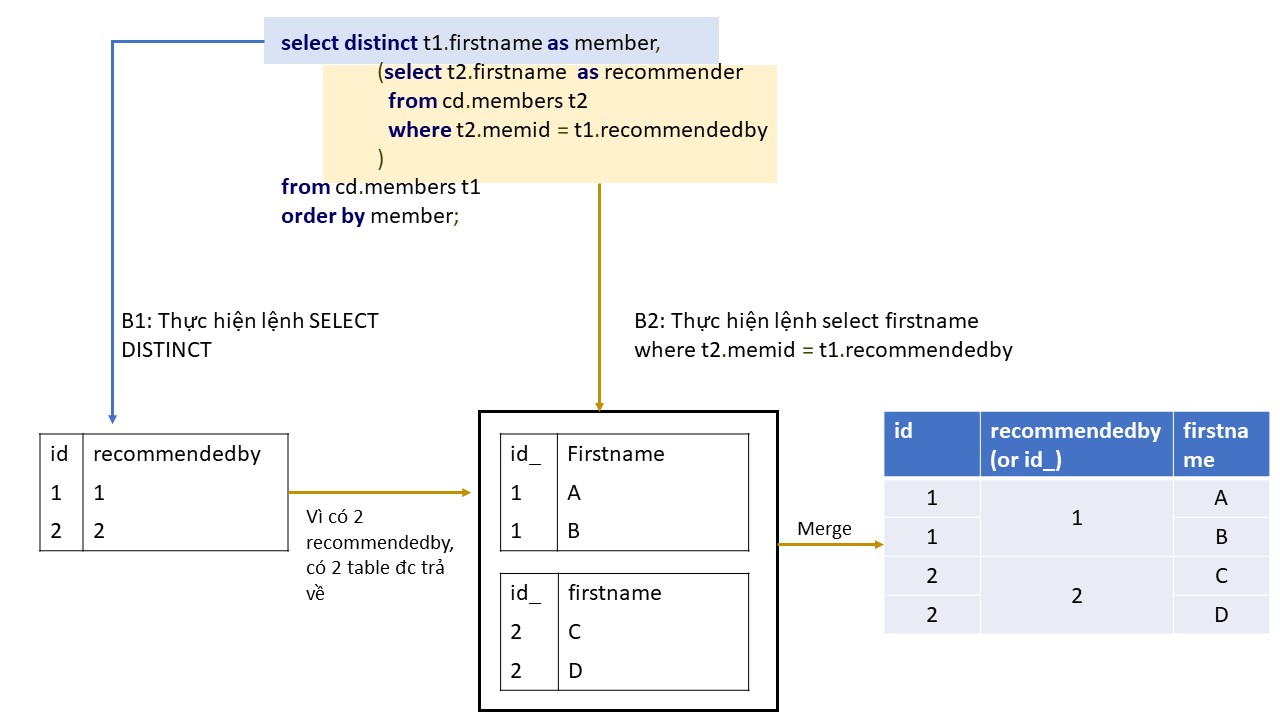 select distinct t1.firstname as member,
(select t2.firstname as recommender
from cd.members t2
where t2.memid = t1.recommendedby
)
from cd.members t1
order by member;
B1: Thực hiện lệnh SELECT
DISTINCT
B2: Thực hiện lệnh select firstname
where t2.memid = t1.recommendedby
id recommendedby
1 1
2 2
Vì có 2
recommendedby,
có 2 table đc trả
về
id_ Firstname
1 A
1 B
id_ firstname
2 C
2 D
Merge
id recommendedby firstna
(or id_) me
1 A
1
1 B
2 C
2
2 D